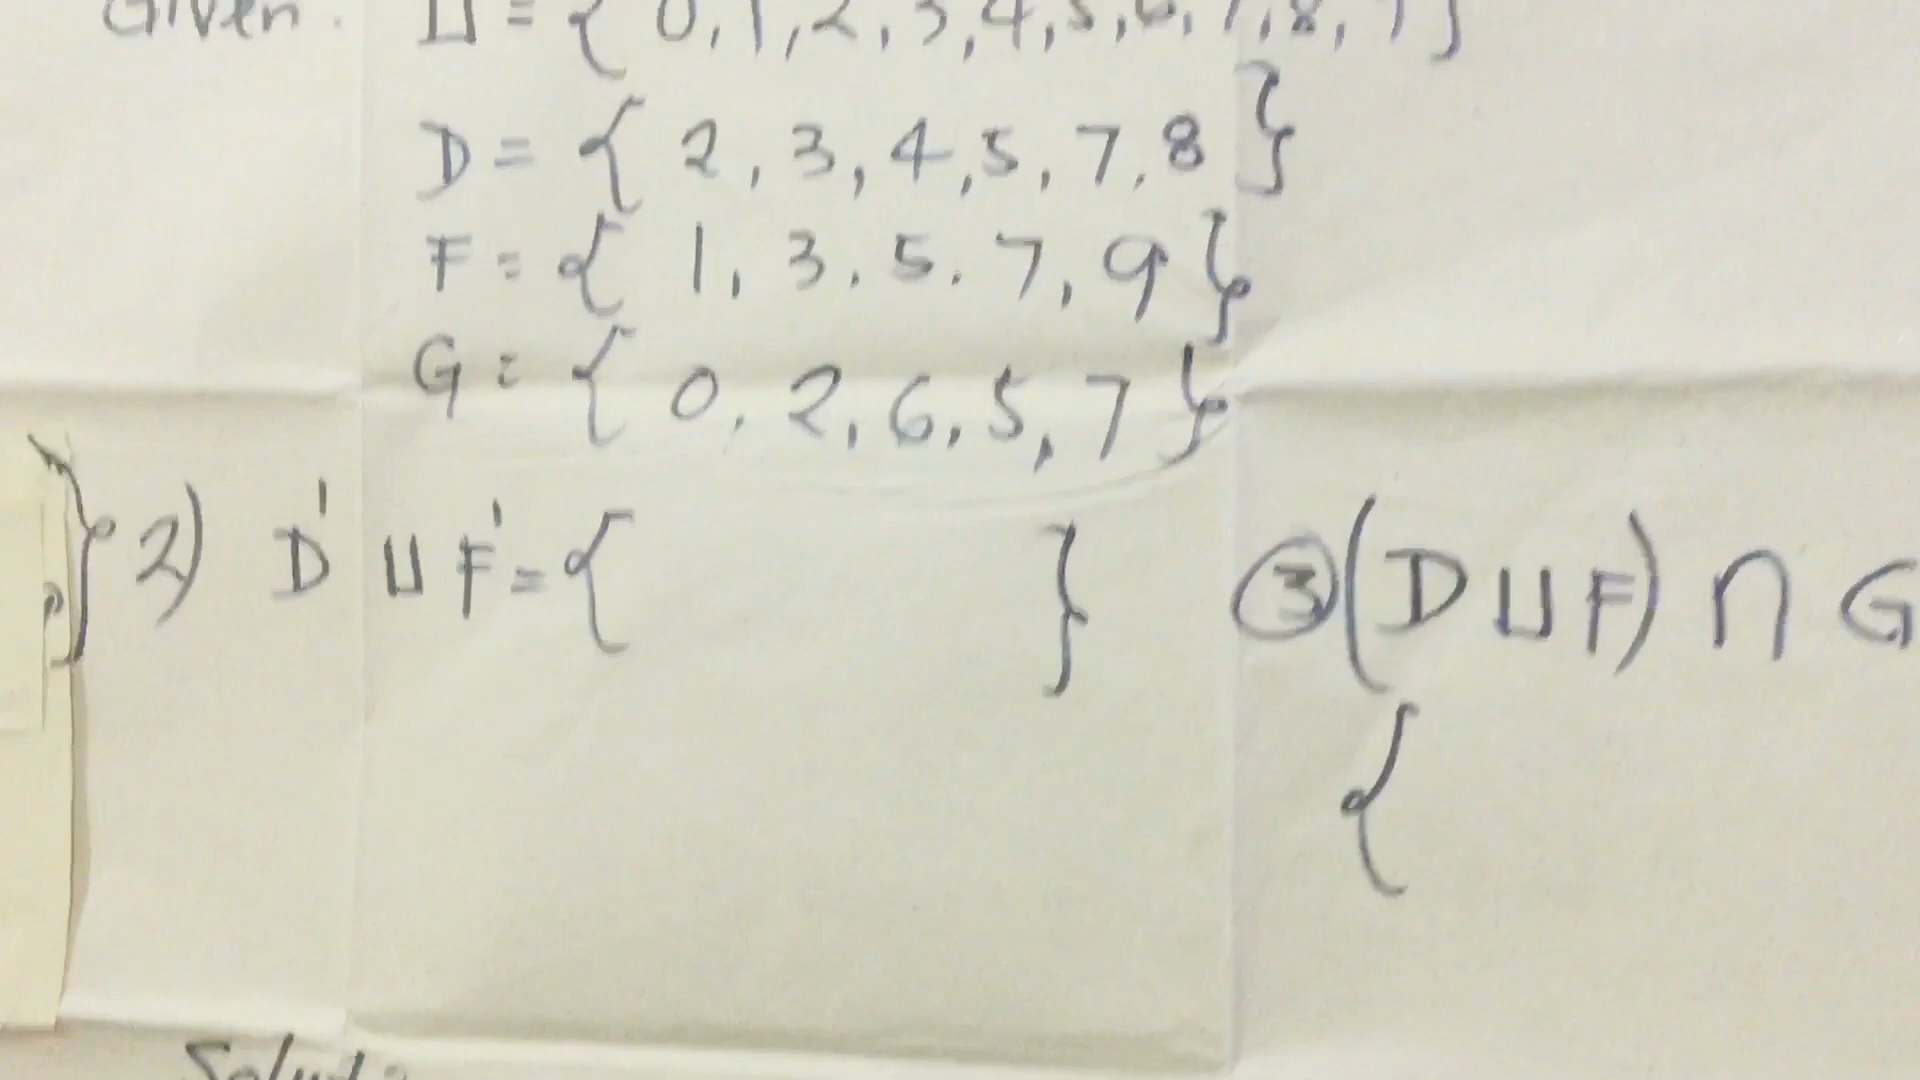 Given: U = { 0, 1, 2, 3, 4, 5, 6, 7, 8, 9 }
D = { 2, 3, 4, 5, 7, 8 }
F = { 1, 3, 5, 7, 9 }
G = { 0, 2, 6, 5, 7 }
} 2) D' U F' = { } ③ (D U F) ∩ G
{